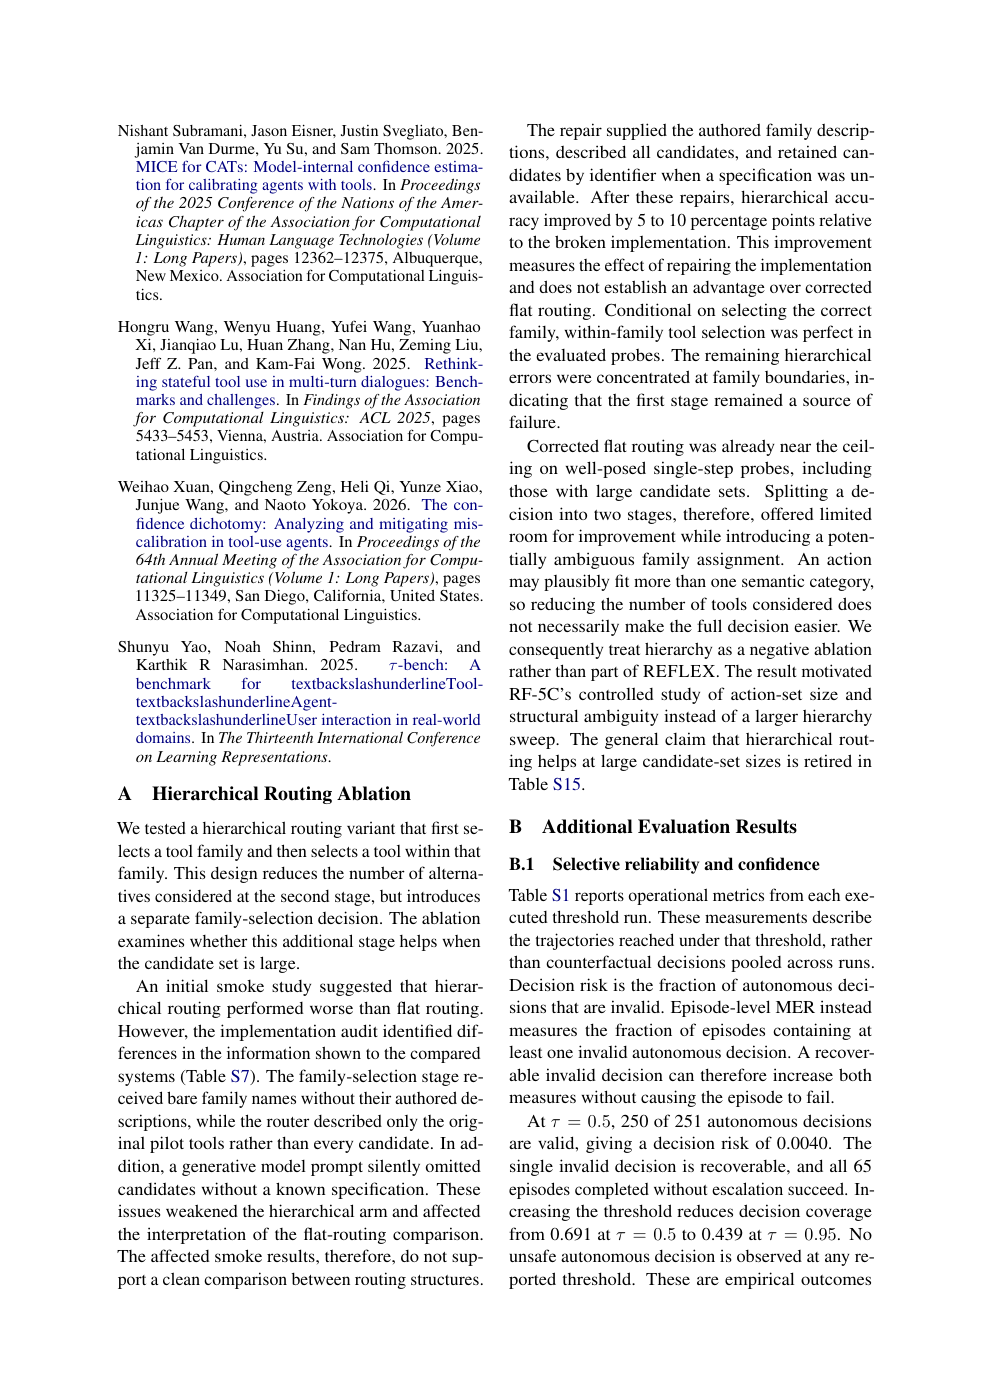 Nishant Subramani, Jason Eisner, Justin Svegliato, Ben-
jamin Van Durme, Yu Su, and Sam Thomson. 2025.
MICE for CATs: Model-internal confidence estima-
tion for calibrating agents with tools. In Proceedings
of the 2025 Conference of the Nations of the Amer-
icas Chapter of the Association for Computational
Linguistics: Human Language Technologies (Volume
1: Long Papers), pages 12362–12375, Albuquerque,
New Mexico. Association for Computational Linguis-
tics.
Hongru Wang, Wenyu Huang, Yufei Wang, Yuanhao
Xi, Jianqiao Lu, Huan Zhang, Nan Hu, Zeming Liu,
Jeff Z. Pan, and Kam-Fai Wong. 2025. Rethink-
ing stateful tool use in multi-turn dialogues: Bench-
marks and challenges. In Findings of the Association
for Computational Linguistics: ACL 2025, pages
5433–5453, Vienna, Austria. Association for Compu-
tational Linguistics.
Weihao Xuan, Qingcheng Zeng, Heli Qi, Yunze Xiao,
Junjue Wang, and Naoto Yokoya. 2026. The con-
fidence dichotomy: Analyzing and mitigating mis-
calibration in tool-use agents. In Proceedings of the
64th Annual Meeting of the Association for Compu-
tational Linguistics (Volume 1: Long Papers), pages
11325–11349, San Diego, California, United States.
Association for Computational Linguistics.
Shunyu Yao, Noah Shinn, Pedram Razavi, and
Karthik R Narasimhan. 2025. τ-bench: A
benchmark for textbackslashunderlineTool-
textbackslashunderlineAgent-
textbackslashunderlineUser interaction in real-world
domains. In The Thirteenth International Conference
on Learning Representations.
A Hierarchical Routing Ablation
We tested a hierarchical routing variant that first se-
lects a tool family and then selects a tool within that
family. This design reduces the number of alterna-
tives considered at the second stage, but introduces
a separate family-selection decision. The ablation
examines whether this additional stage helps when
the candidate set is large.
An initial smoke study suggested that hierar-
chical routing performed worse than flat routing.
However, the implementation audit identified dif-
ferences in the information shown to the compared
systems (Table S7). The family-selection stage re-
ceived bare family names without their authored de-
scriptions, while the router described only the orig-
inal pilot tools rather than every candidate. In ad-
dition, a generative model prompt silently omitted
candidates without a known specification. These
issues weakened the hierarchical arm and affected
the interpretation of the flat-routing comparison.
The affected smoke results, therefore, do not sup-
port a clean comparison between routing structures.
The repair supplied the authored family descrip-
tions, described all candidates, and retained can-
didates by identifier when a specification was un-
available. After these repairs, hierarchical accu-
racy improved by 5 to 10 percentage points relative
to the broken implementation. This improvement
measures the effect of repairing the implementation
and does not establish an advantage over corrected
flat routing. Conditional on selecting the correct
family, within-family tool selection was perfect in
the evaluated probes. The remaining hierarchical
errors were concentrated at family boundaries, in-
dicating that the first stage remained a source of
failure.
Corrected flat routing was already near the ceil-
ing on well-posed single-step probes, including
those with large candidate sets. Splitting a de-
cision into two stages, therefore, offered limited
room for improvement while introducing a poten-
tially ambiguous family assignment. An action
may plausibly fit more than one semantic category,
so reducing the number of tools considered does
not necessarily make the full decision easier. We
consequently treat hierarchy as a negative ablation
rather than part of REFLEX. The result motivated
RF-5C's controlled study of action-set size and
structural ambiguity instead of a larger hierarchy
sweep. The general claim that hierarchical rout-
ing helps at large candidate-set sizes is retired in
Table S15.
B Additional Evaluation Results
B.1 Selective reliability and confidence
Table S1 reports operational metrics from each exe-
cuted threshold run. These measurements describe
the trajectories reached under that threshold, rather
than counterfactual decisions pooled across runs.
Decision risk is the fraction of autonomous deci-
sions that are invalid. Episode-level MER instead
measures the fraction of episodes containing at
least one invalid autonomous decision. A recover-
able invalid decision can therefore increase both
measures without causing the episode to fail.
At τ = 0.5, 250 of 251 autonomous decisions
are valid, giving a decision risk of 0.0040. The
single invalid decision is recoverable, and all 65
episodes completed without escalation succeed. In-
creasing the threshold reduces decision coverage
from 0.691 at τ = 0.5 to 0.439 at τ = 0.95. No
unsafe autonomous decision is observed at any re-
ported threshold. These are empirical outcomes